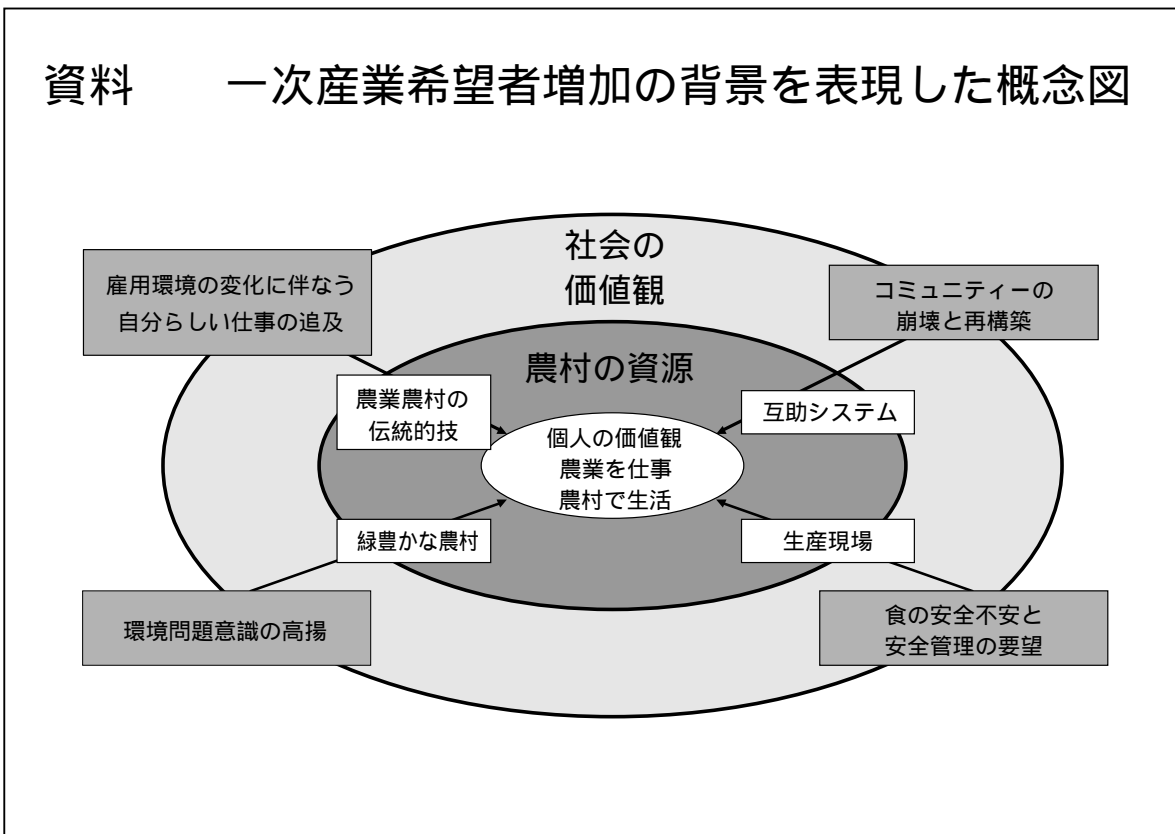 資料　　一次産業希望者増加の背景を表現した概念図
社会の
価値観
雇用環境の変化に伴なう
自分らしい仕事の追及
コミュニティーの
崩壊と再構築
農村の資源
農業農村の
伝統的技
互助システム
個人の価値観
農業を仕事
農村で生活
緑豊かな農村
生産現場
環境問題意識の高揚
食の安全不安と
安全管理の要望